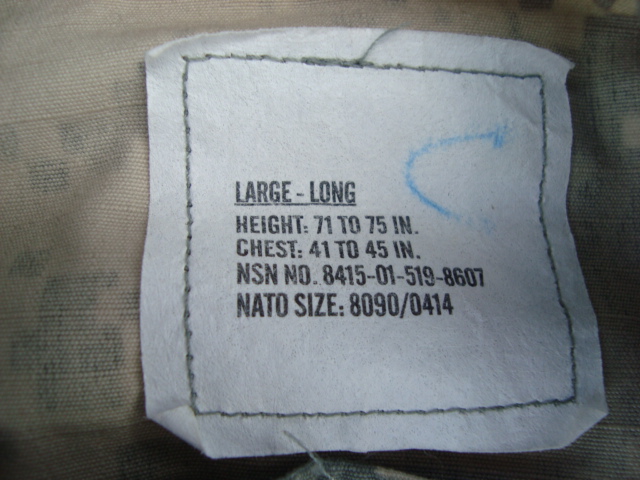 LARGE - LONG
HEIGHT: 71 TO 75 IN.
CHEST: 41 TO 45 IN.
NSN NO. 8415-01-519-8607
NATO SIZE: 8090/0414